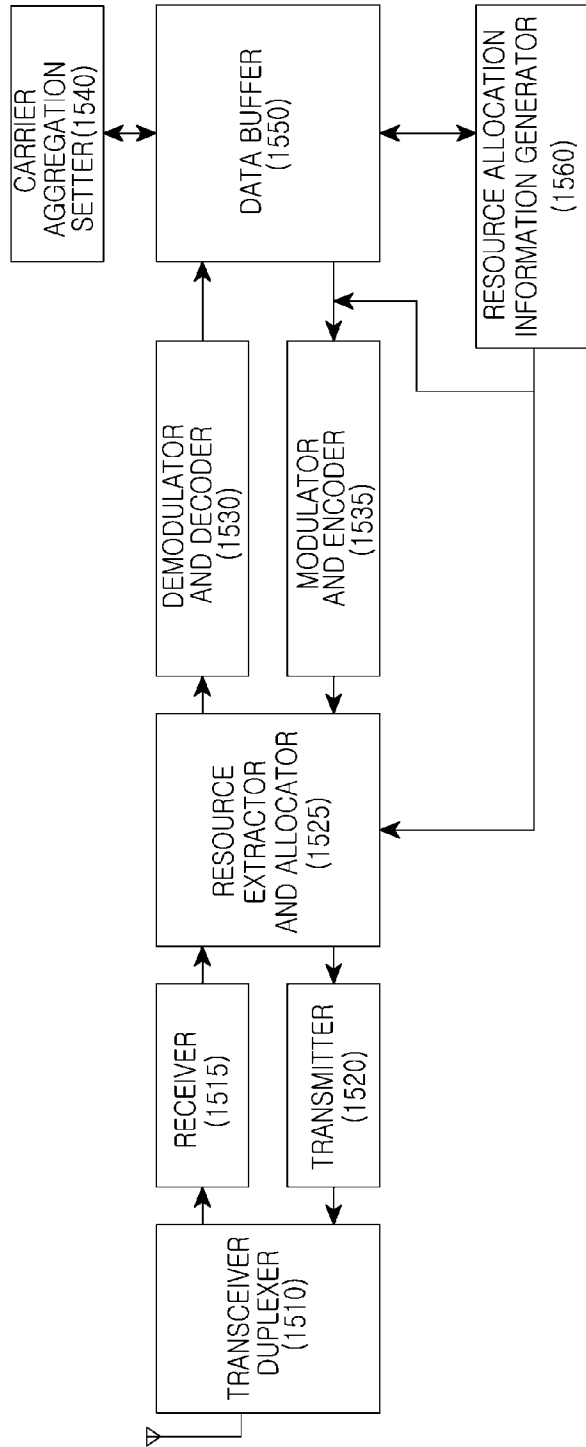 TRANSCEIVER
DUPLEXER
(1510)
RECEIVER
(1515)
TRANSMITTER
(1520)
RESOURCE
EXTRACTOR
AND ALLOCATOR
(1525)
DEMODULATOR
AND DECODER
(1530)
MODULATOR
AND ENCODER
(1535)
CARRIER
AGGREGATION
SETTER(1540)
DATA BUFFER
(1550)
RESOURCE ALLOCATION
INFORMATION GENERATOR
(1560)